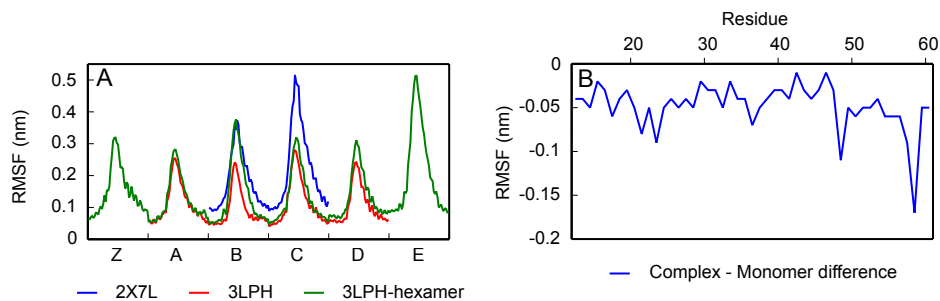 A
RMSF (nm)
0.5
0.4
0.3
0.2
0.1
0
Z A B C D E
2X7L 3LPH 3LPH-hexamer
Residue
20 30 40 50 60
B
RMSF (nm)
0
-0.05
-0.1
-0.15
-0.2
Complex - Monomer difference